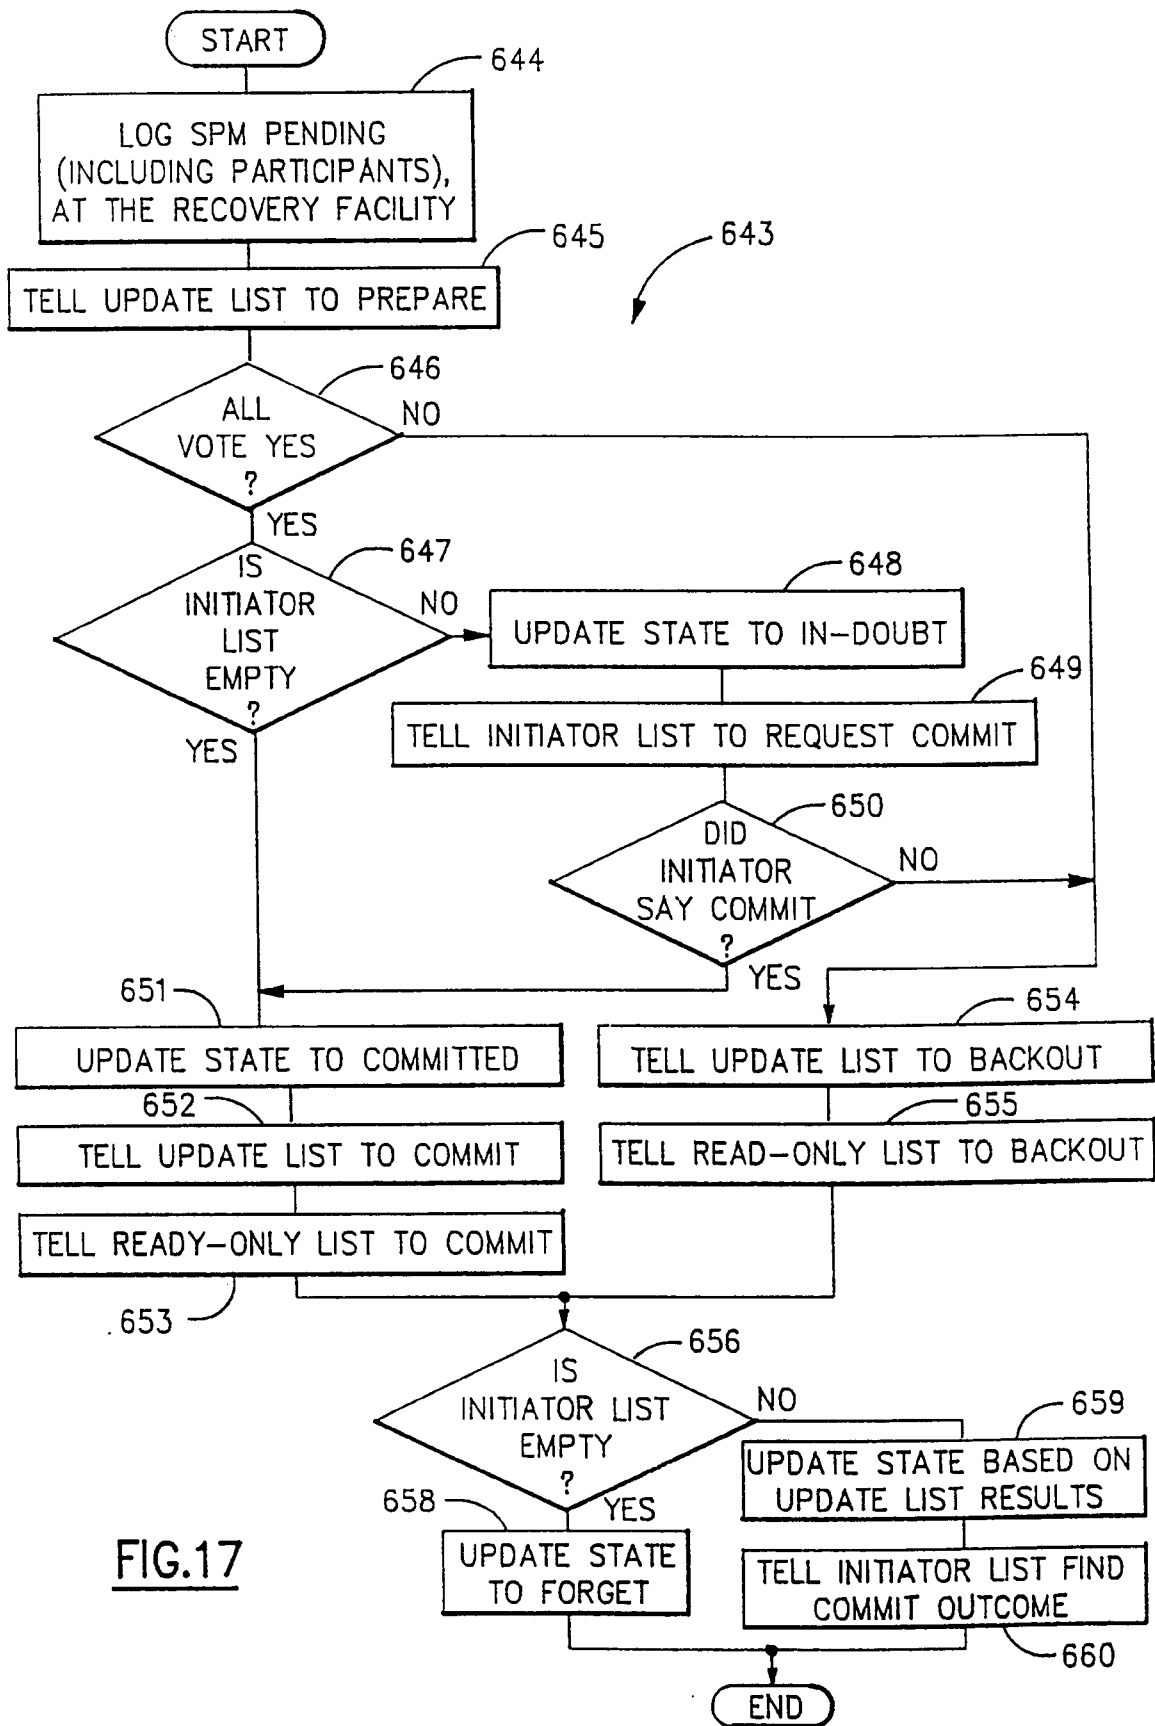 START
644
LOG SPM PENDING
(INCLUDING PARTICIPANTS),
AT THE RECOVERY FACILITY
645
643
TELL UPDATE LIST TO PREPARE
646
ALL
VOTE YES
?
NO
YES
647
IS
INITIATOR
LIST
EMPTY
?
NO
YES
648
UPDATE STATE TO IN-DOUBT
649
TELL INITIATOR LIST TO REQUEST COMMIT
650
DID
INITIATOR
SAY COMMIT
?
NO
YES
651
UPDATE STATE TO COMMITTED
654
TELL UPDATE LIST TO BACKOUT
652
TELL UPDATE LIST TO COMMIT
655
TELL READ-ONLY LIST TO BACKOUT
TELL READY-ONLY LIST TO COMMIT
653
656
IS
INITIATOR LIST
EMPTY
?
NO
YES
659
UPDATE STATE BASED ON
UPDATE LIST RESULTS
658
UPDATE STATE
TO FORGET
TELL INITIATOR LIST FIND
COMMIT OUTCOME
660
END
FIG.17